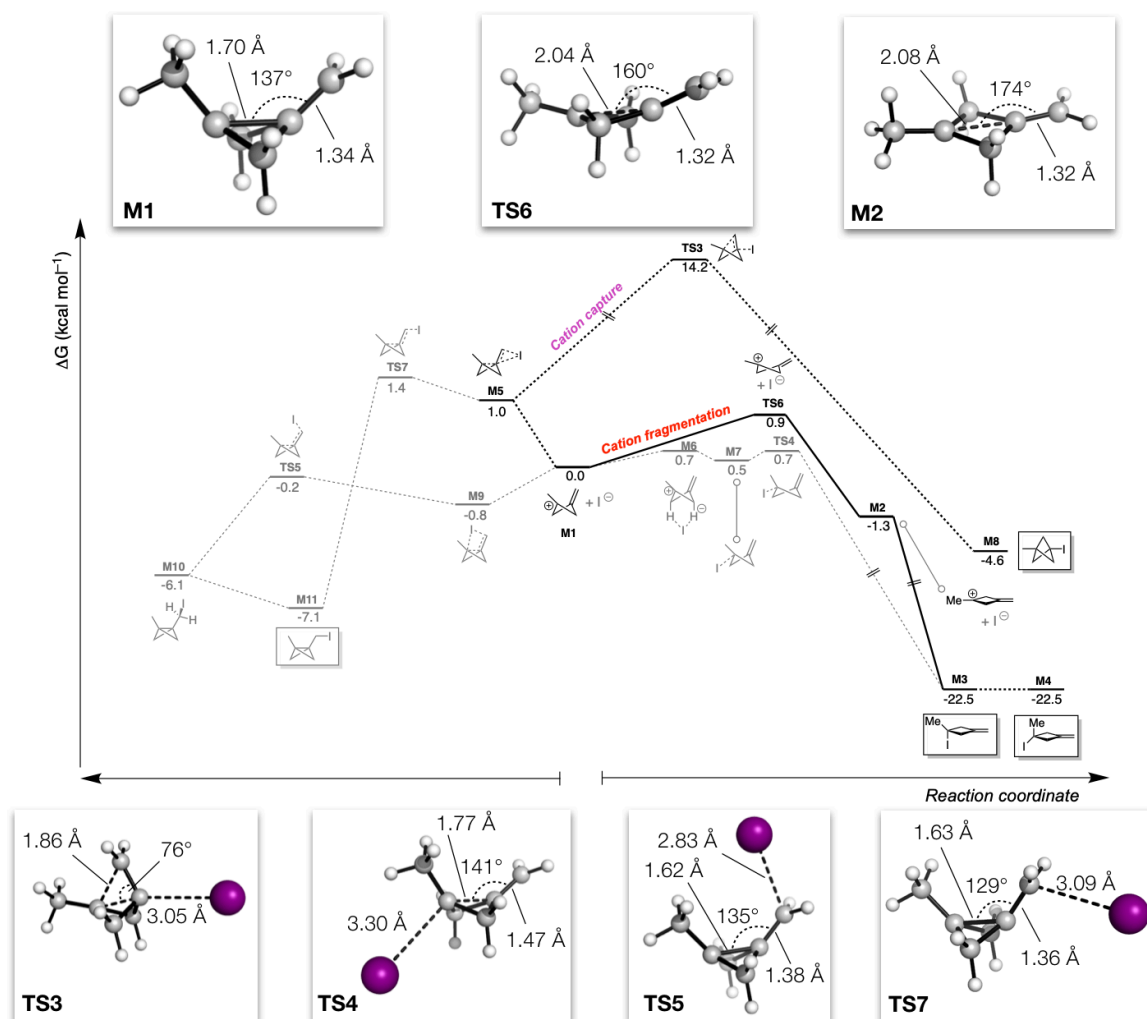 1.70 Å
137°
1.34 Å
M1
2.04 Å
160°
1.32 Å
TS6
2.08 Å
174°
1.32 Å
M2
ΔG (kcal mol⁻¹)
TS3
14.2
I
Cation capture
I
TS7
1.4
I
M5
1.0
⊕
+ I⊖
TS6
0.9
Cation fragmentation
I
TS5
-0.2
M6
0.7
M7
0.5
TS4
0.7
0.0
⊕
+ I⊖
M1
M9
-0.8
I
⊕
H
H
⊖
I
I
I
M2
-1.3
M8
-4.6
I
M10
-6.1
H
I
H
M11
-7.1
I
Me
⊕
+ I⊖
M3
-22.5
M4
-22.5
Me
I
Me
I
Reaction coordinate
1.86 Å
76°
3.05 Å
TS3
1.77 Å
141°
3.30 Å
1.47 Å
TS4
2.83 Å
1.62 Å
135°
1.38 Å
TS5
1.63 Å
129°
3.09 Å
1.36 Å
TS7